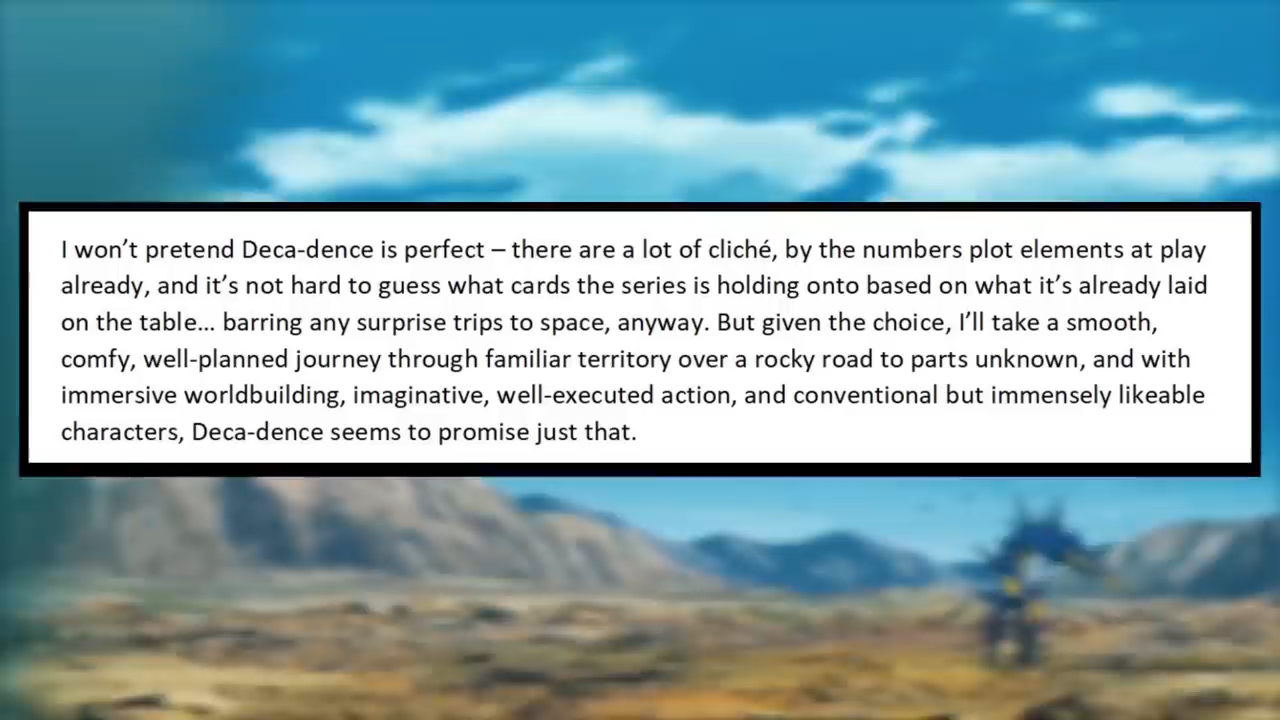 I won’t pretend Deca-dence is perfect – there are a lot of cliché, by the numbers plot elements at play
already, and it’s not hard to guess what cards the series is holding onto based on what it’s already laid
on the table… barring any surprise trips to space, anyway. But given the choice, I’ll take a smooth,
comfy, well-planned journey through familiar territory over a rocky road to parts unknown, and with
immersive worldbuilding, imaginative, well-executed action, and conventional but immensely likeable
characters, Deca-dence seems to promise just that.